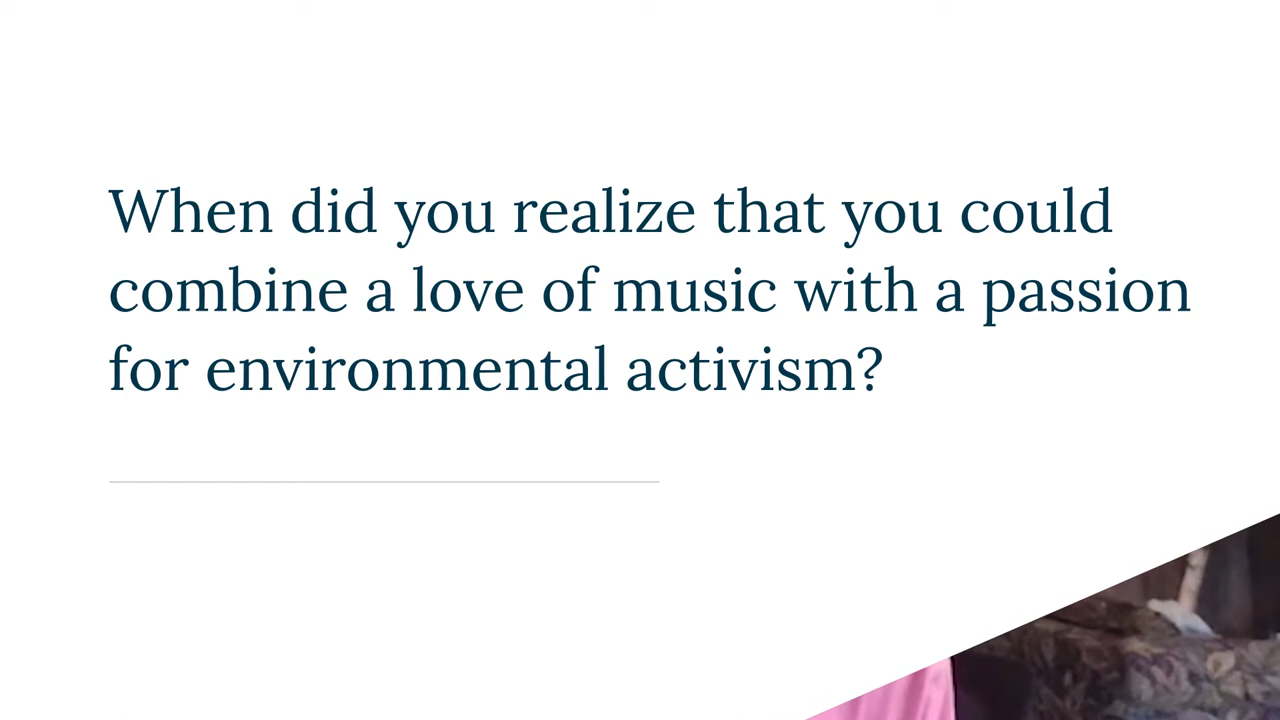 When did you realize that you could
combine a love of music with a passion
for environmental activism?